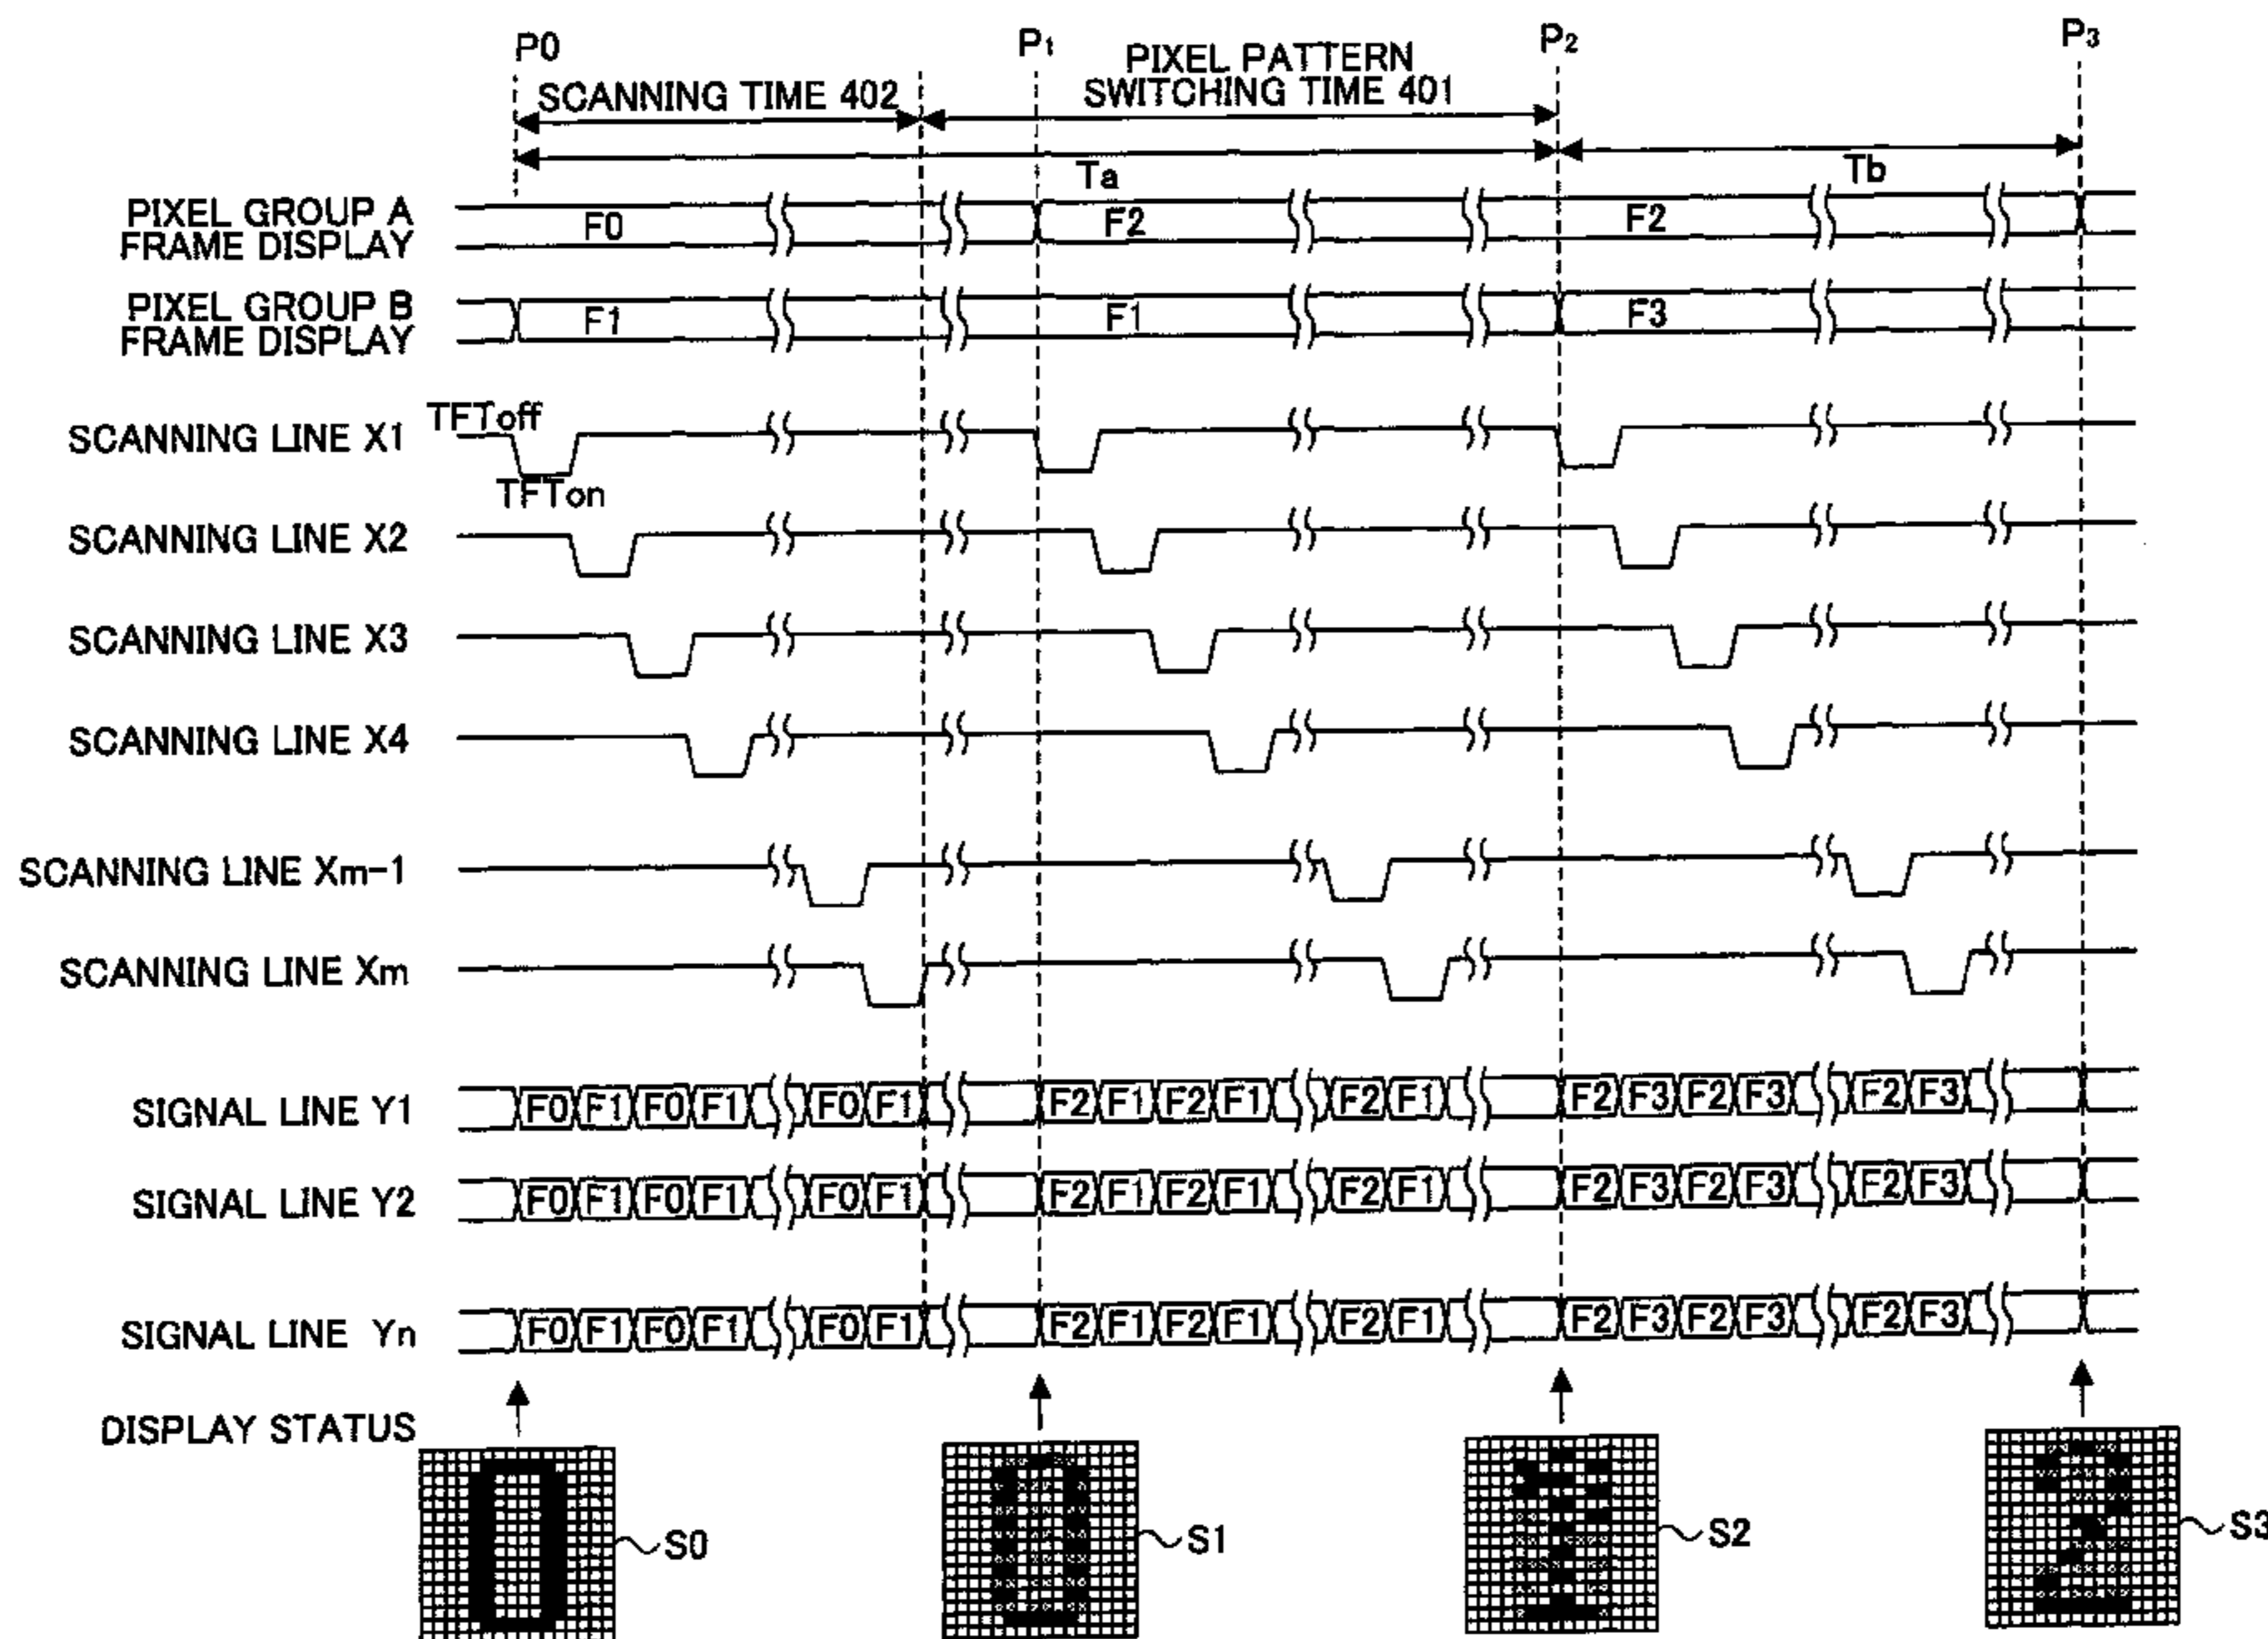 P0 P1 P2 P3
PIXEL PATTERN
SCANNING TIME 402 SWITCHING TIME 401
Ta Tb
PIXEL GROUP A
FRAME DISPLAY
F0 F2 F2
PIXEL GROUP B
FRAME DISPLAY
F1 F1 F3
TFToff
SCANNING LINE X1
TFTon
SCANNING LINE X2
SCANNING LINE X3
SCANNING LINE X4
SCANNING LINE Xm-1
SCANNING LINE Xm
SIGNAL LINE Y1 F0 F1 F0 F1 F0 F1 F2 F1 F2 F1 F2 F1 F2 F3 F2 F3 F2 F3
SIGNAL LINE Y2 F0 F1 F0 F1 F0 F1 F2 F1 F2 F1 F2 F1 F2 F3 F2 F3 F2 F3
SIGNAL LINE Yn F0 F1 F0 F1 F0 F1 F2 F1 F2 F1 F2 F1 F2 F3 F2 F3 F2 F3
DISPLAY STATUS
S0 S1 S2 S3